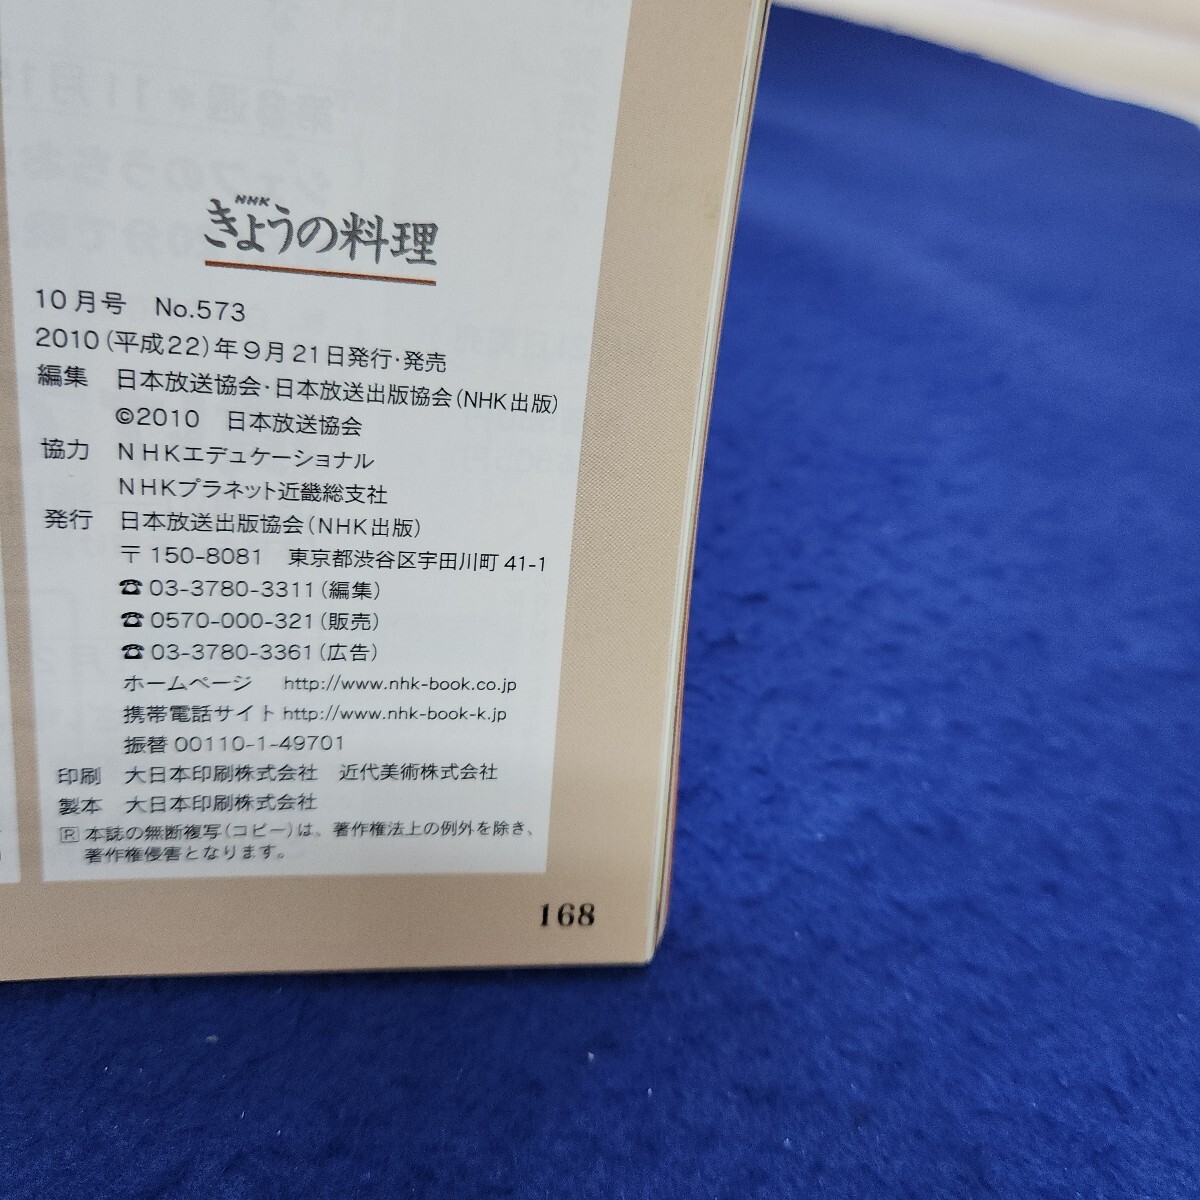 NHK
きょうの料理
10月号 No.573
2010(平成22)年9月21日発行・発売
編集 日本放送協会・日本放送出版協会(NHK出版)
©2010 日本放送協会
協力 NHKエデュケーショナル
NHKプラネット近畿総支社
発行 日本放送出版協会(NHK出版)
〒150-8081 東京都渋谷区宇田川町41-1
☎03-3780-3311(編集)
☎0570-000-321(販売)
☎03-3780-3361(広告)
ホームページ http://www.nhk-book.co.jp
携帯電話サイト http://www.nhk-book-k.jp
振替 00110-1-49701
印刷 大日本印刷株式会社 近代美術株式会社
製本 大日本印刷株式会社
R 本誌の無断複写(コピー)は、著作権法上の例外を除き、
著作権侵害となります。
168